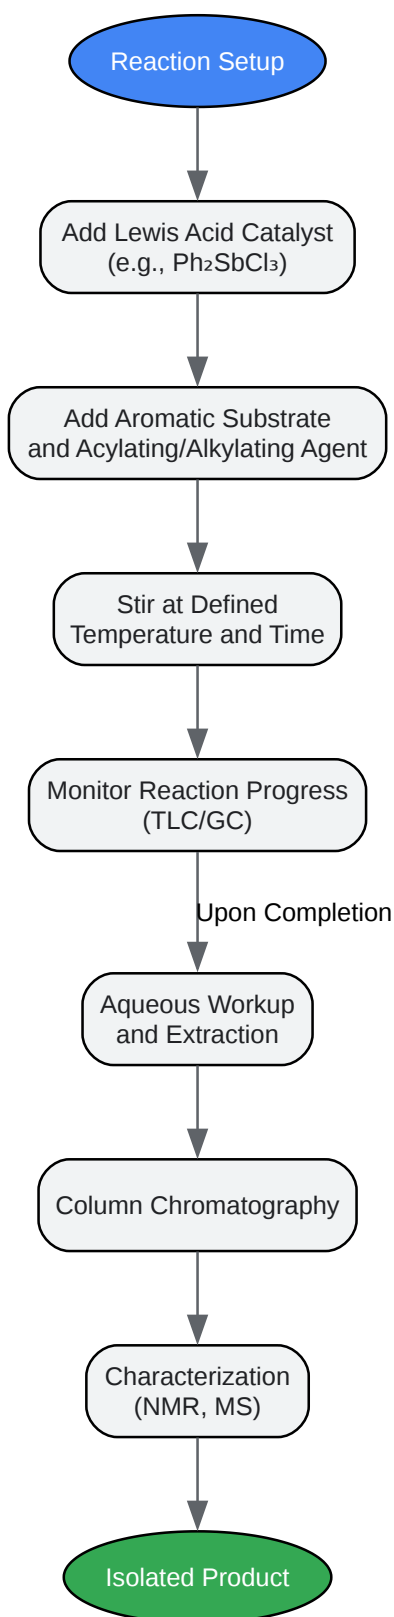 Reaction Setup
Add Lewis Acid Catalyst
(e.g., Ph₂SbCl₃)
Add Aromatic Substrate
and Acylating/Alkylating Agent
Stir at Defined
Temperature and Time
Monitor Reaction Progress
(TLC/GC)
Upon Completion
Aqueous Workup
and Extraction
Column Chromatography
Characterization
(NMR, MS)
Isolated Product